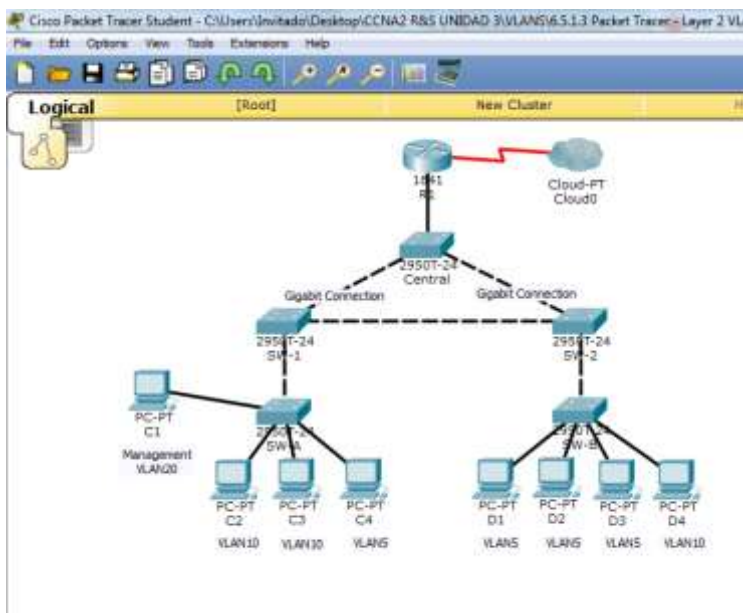 Cisco Packet Tracer Student - C:\Users\Invitado\Desktop\CCNA2 R&S UNIDAD 3\VLANS\6.5.1.3 Packet Tracer - Layer 2 VL
File Edit Options View Tools Extensions Help
Logical [Root] New Cluster
1841
R1
Cloud-PT
Cloud0
2950T-24
Central
Gigabit Connection Gigabit Connection
2950T-24
SW-1
2950T-24
SW-2
PC-PT
C1
Management
VLAN20
2950T-24
SW-A
2950T-24
SW-B
PC-PT PC-PT PC-PT PC-PT PC-PT PC-PT PC-PT
C2 C3 C4 D1 D2 D3 D4
VLAN10 VLAN10 VLAN5 VLAN5 VLAN5 VLAN5 VLAN10